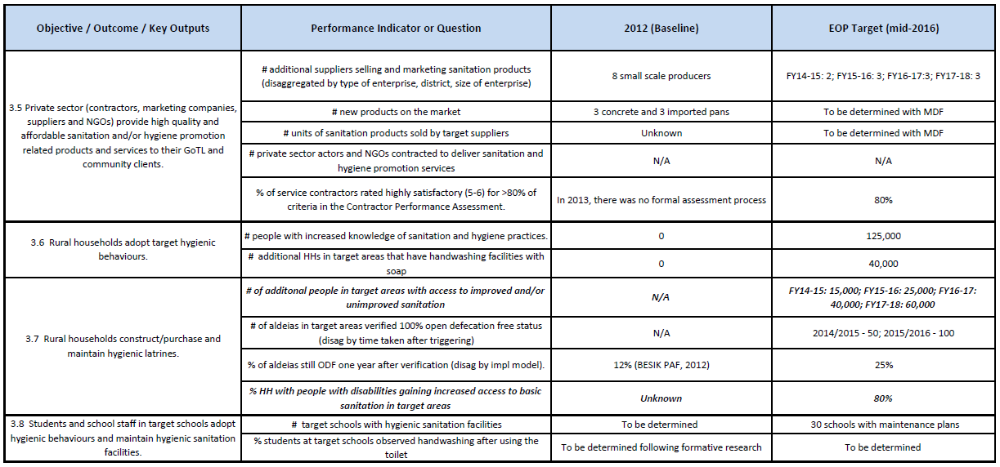 Objective / Outcome / Key Outputs
Performance Indicator or Question
2012 (Baseline)
EOP Target (mid-2016)
3.5 Private sector (contractors, marketing companies,
suppliers and NGOs) provide high quality and
affordable sanitation and/or hygiene promotion
related products and services to their GoTL and
community clients.
# additional suppliers selling and marketing sanitation products
(disaggregated by type of enterprise, district, size of enterprise)
8 small scale producers
FY14-15: 2; FY15-16: 3; FY16-17:3; FY17-18: 3
# new products on the market
3 concrete and 3 imported pans
To be determined with MDF
# units of sanitation products sold by target suppliers
Unknown
To be determined with MDF
# private sector actors and NGOs contracted to deliver sanitation and
hygiene promotion services
N/A
N/A
% of service contractors rated highly satisfactory (5-6) for >80% of
criteria in the Contractor Performance Assessment.
In 2013, there was no formal assessment process
80%
3.6 Rural households adopt target hygienic
behaviours.
# people with increased knowledge of sanitation and hygiene practices.
0
125,000
# additional HHs in target areas that have handwashing facilities with
soap
0
40,000
3.7 Rural households construct/purchase and
maintain hygienic latrines.
# of additonal people in target areas with access to improved and/or
unimproved sanitation
N/A
FY14-15: 15,000; FY15-16: 25,000; FY16-17:
40,000; FY17-18: 60,000
# of aldeias in target areas verified 100% open defecation free status
(disag by time taken after triggering)
N/A
2014/2015 - 50; 2015/2016 - 100
% of aldeias still ODF one year after verification (disag by impl model).
12% (BESIK PAF, 2012)
25%
% HH with people with disabilities gaining increased access to basic
sanitation in target areas
Unknown
80%
3.8 Students and school staff in target schools adopt
hygienic behaviours and maintain hygienic sanitation
facilities.
# target schools with hygienic sanitation facilities
To be determined
30 schools with maintenance plans
% students at target schools observed handwashing after using the
toilet
To be determined following formative research
To be determined